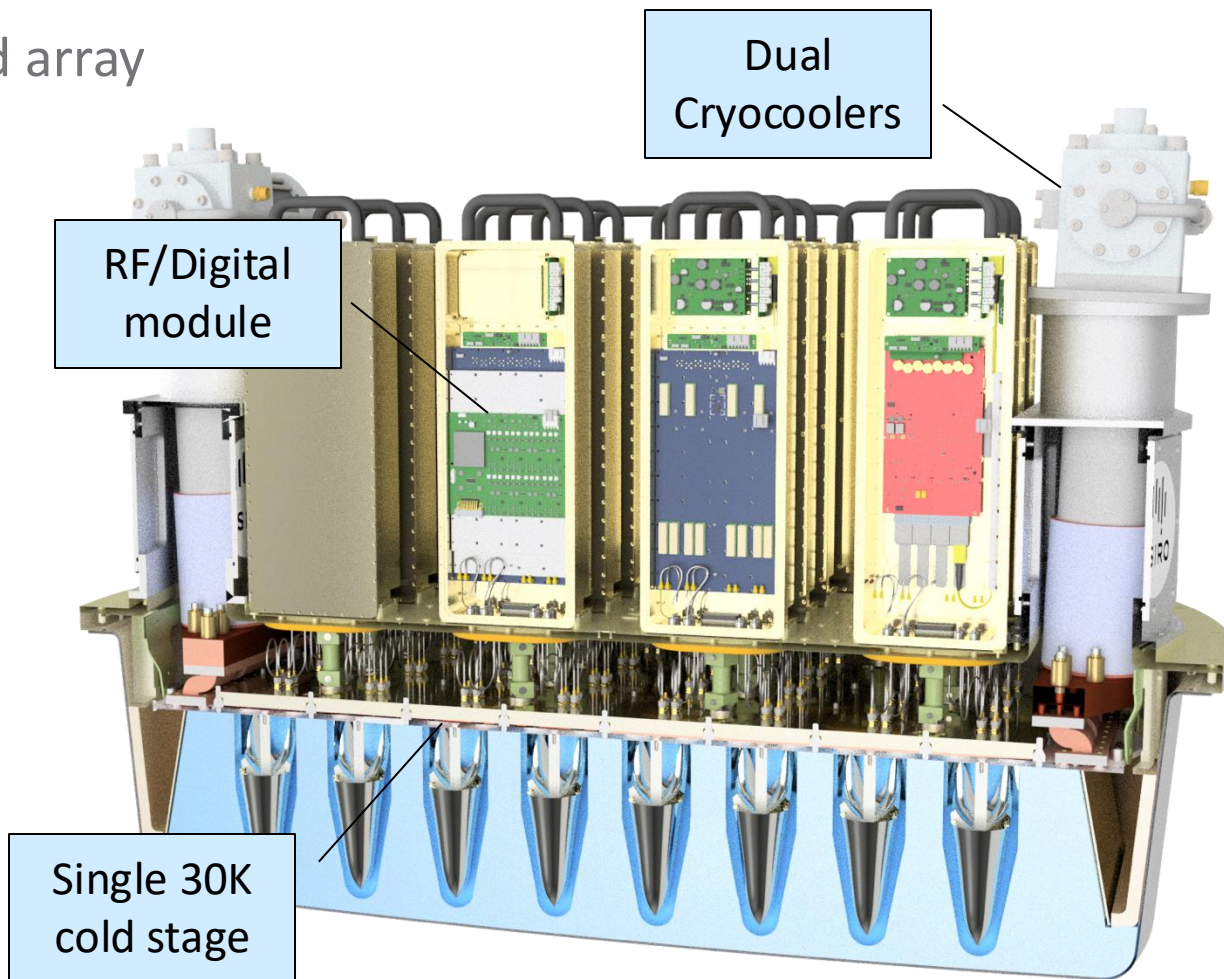 d array
Dual
Cryocoolers
RF/Digital
module
Single 30K
cold stage